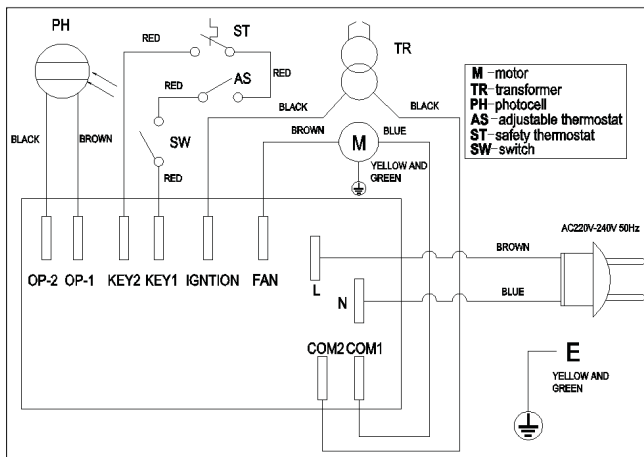 PH
RED
ST
TR
RED
AS
RED
M -motor
TR-transformer
PH-photocell
AS-adjustable thermostat
ST-safety thermostat
SW-switch
BLACK
BLACK
BLACK
BROWN
SW
BROWN
BLUE
M
RED
YELLOW AND
GREEN
AC220V-240V 50Hz
BROWN
OP-2 OP-1 KEY2 KEY1 IGNTION FAN
L
BLUE
N
COM2 COM1
E
YELLOW AND
GREEN